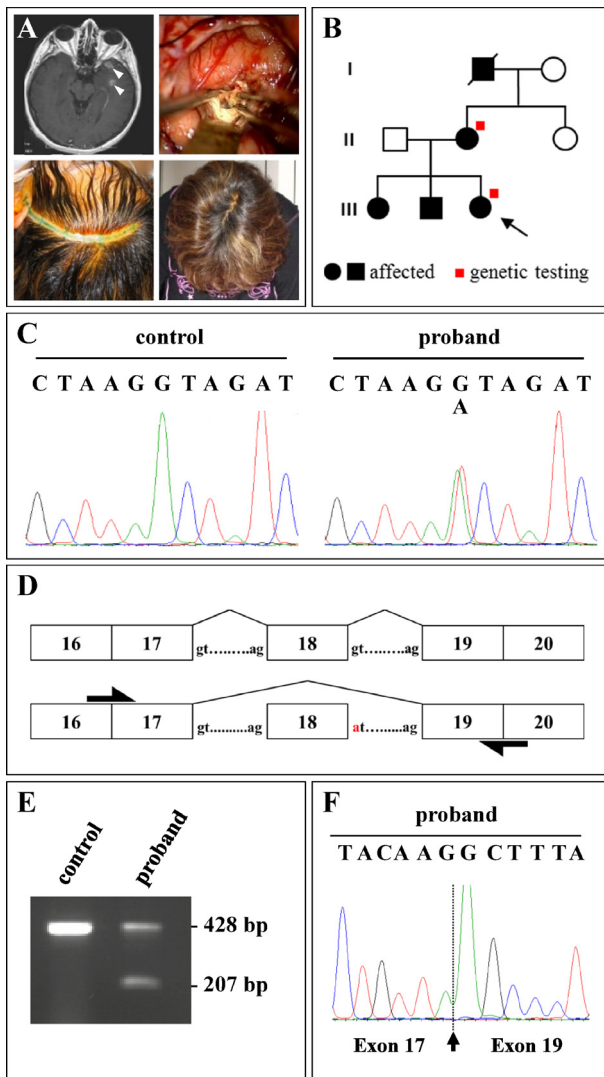 A
B
I
II
III
affected
genetic testing
C
control
proband
C T A A G G T A G A T
C T A A G G T A G A T
A
D
16 17 gt.........ag 18 gt.........ag 19 20
16 17 gt.........ag 18 at.........ag 19 20
E
control
proband
428 bp
207 bp
F
proband
T A C A A G G C T T T A
Exon 17
Exon 19